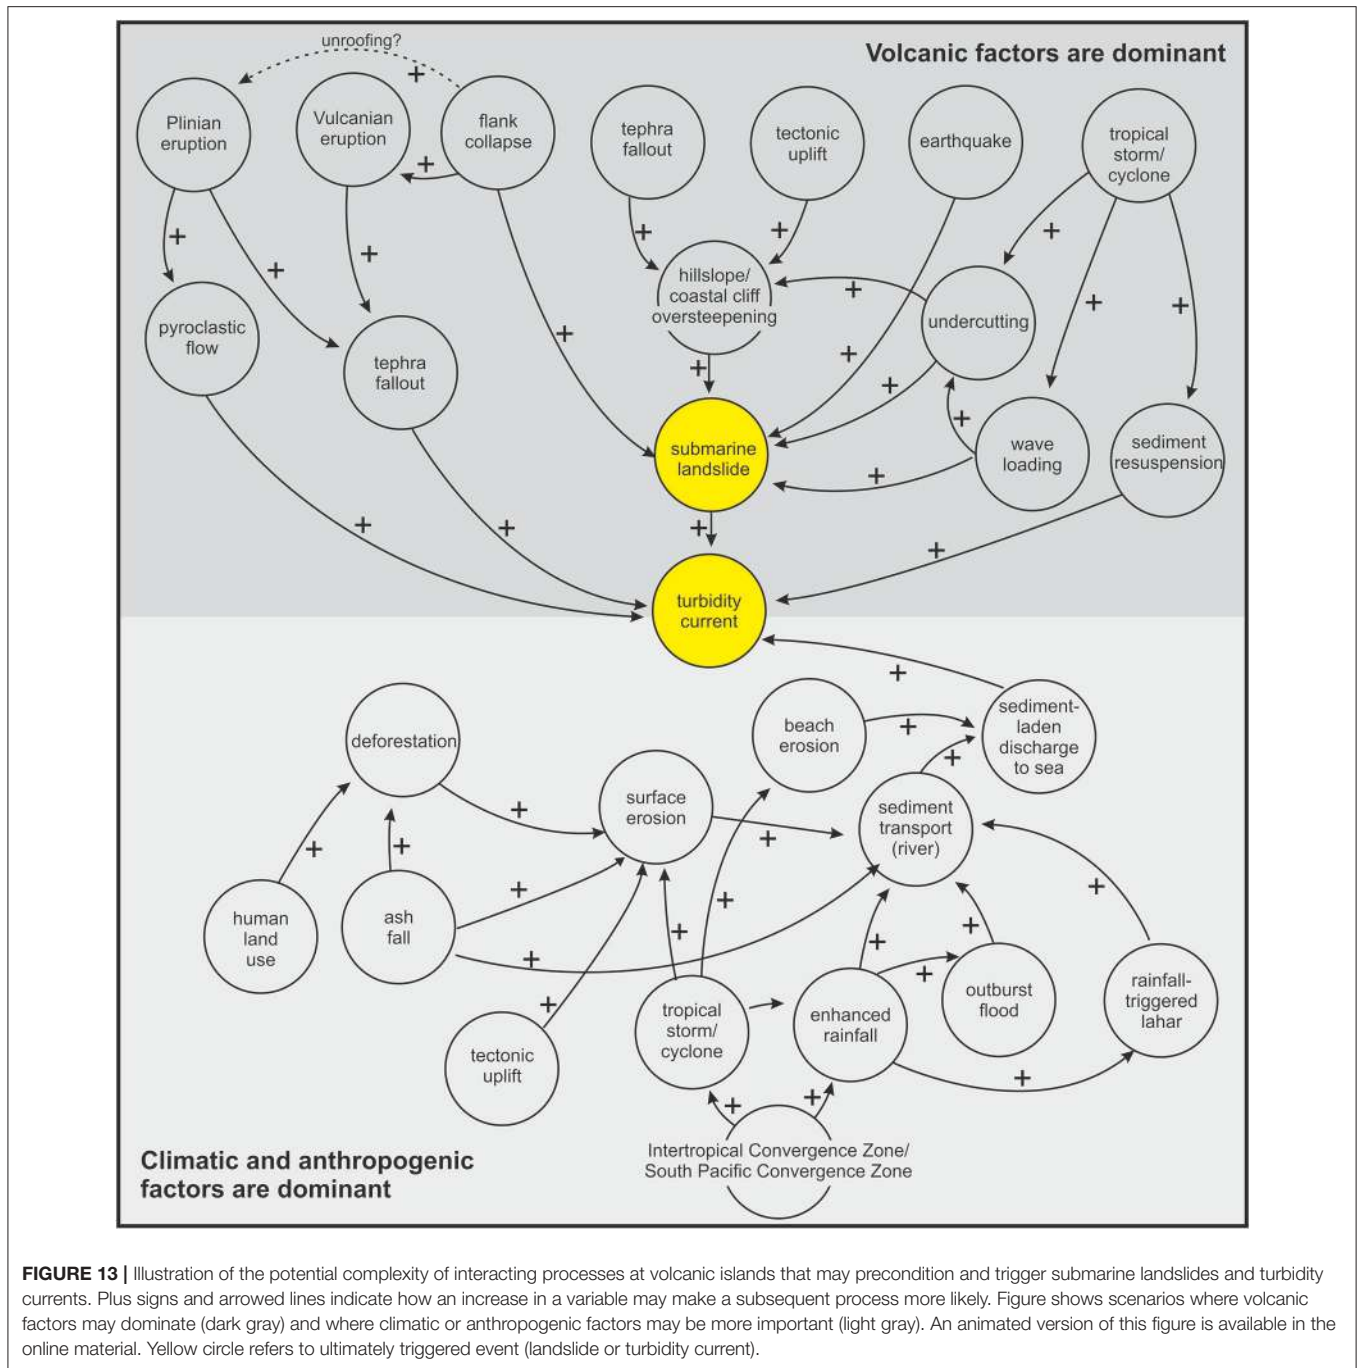 unroofing?
+
Volcanic factors are dominant
Plinian
eruption
Vulcanian
eruption
flank
collapse
tephra
fallout
tectonic
uplift
earthquake
tropical
storm/
cyclone
+
+
+
+
+
+
+
hillslope/
coastal cliff
oversteepening
+
+
+
+
pyroclastic
flow
tephra
fallout
undercutting
+
+
+
+
+
submarine
landslide
wave
loading
sediment
resuspension
+
+
+
+
+
turbidity
current
+
deforestation
beach
erosion
+
sediment-
laden
discharge
to sea
+
surface
erosion
sediment
transport
(river)
+
+
+
+
+
+
+
+
+
+
+
+
human
land
use
ash
fall
+
+
tectonic
uplift
tropical
storm/
cyclone
enhanced
rainfall
outburst
flood
rainfall-
triggered
lahar
+
+
+
Intertropical Convergence Zone/
South Pacific Convergence Zone
Climatic and anthropogenic
factors are dominant
FIGURE 13 | Illustration of the potential complexity of interacting processes at volcanic islands that may precondition and trigger submarine landslides and turbidity
currents. Plus signs and arrowed lines indicate how an increase in a variable may make a subsequent process more likely. Figure shows scenarios where volcanic
factors may dominate (dark gray) and where climatic or anthropogenic factors may be more important (light gray). An animated version of this figure is available in the
online material. Yellow circle refers to ultimately triggered event (landslide or turbidity current).